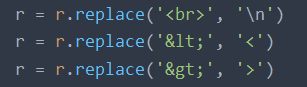 r = r.replace('<br>', '\n')
r = r.replace('&lt;', '<')
r = r.replace('&gt;', '>')